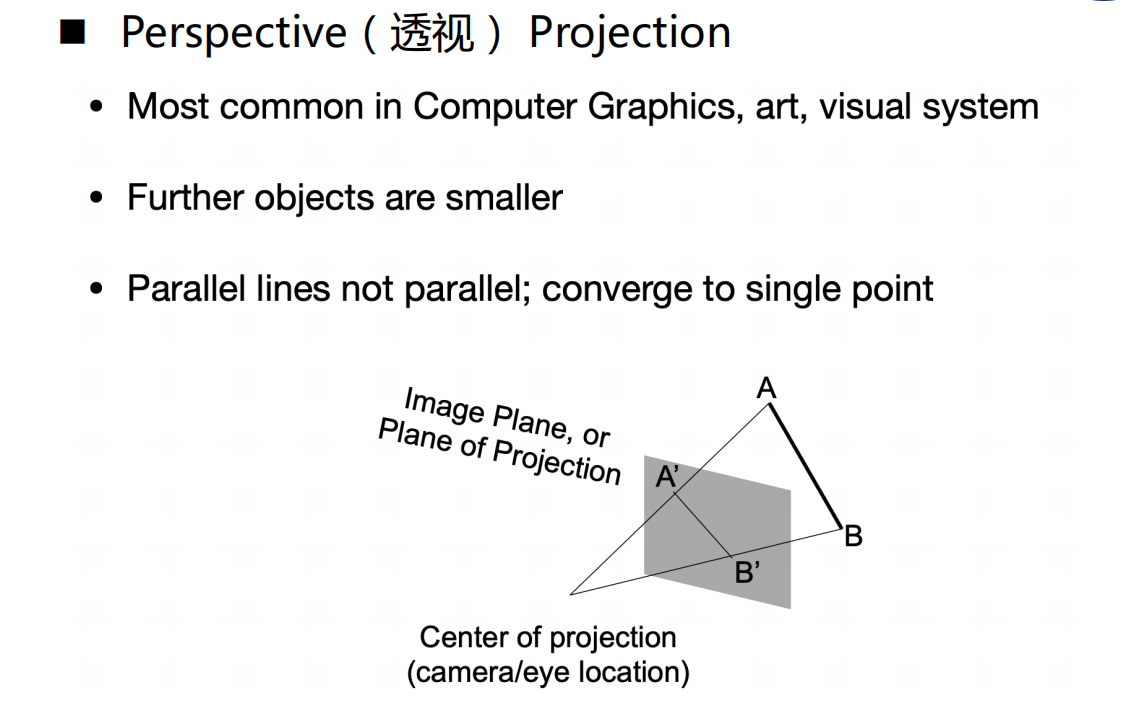 ■ Perspective（透视）Projection
• Most common in Computer Graphics, art, visual system
• Further objects are smaller
• Parallel lines not parallel; converge to single point
Image Plane, or
Plane of Projection
A
A’
B
B’
Center of projection
(camera/eye location)